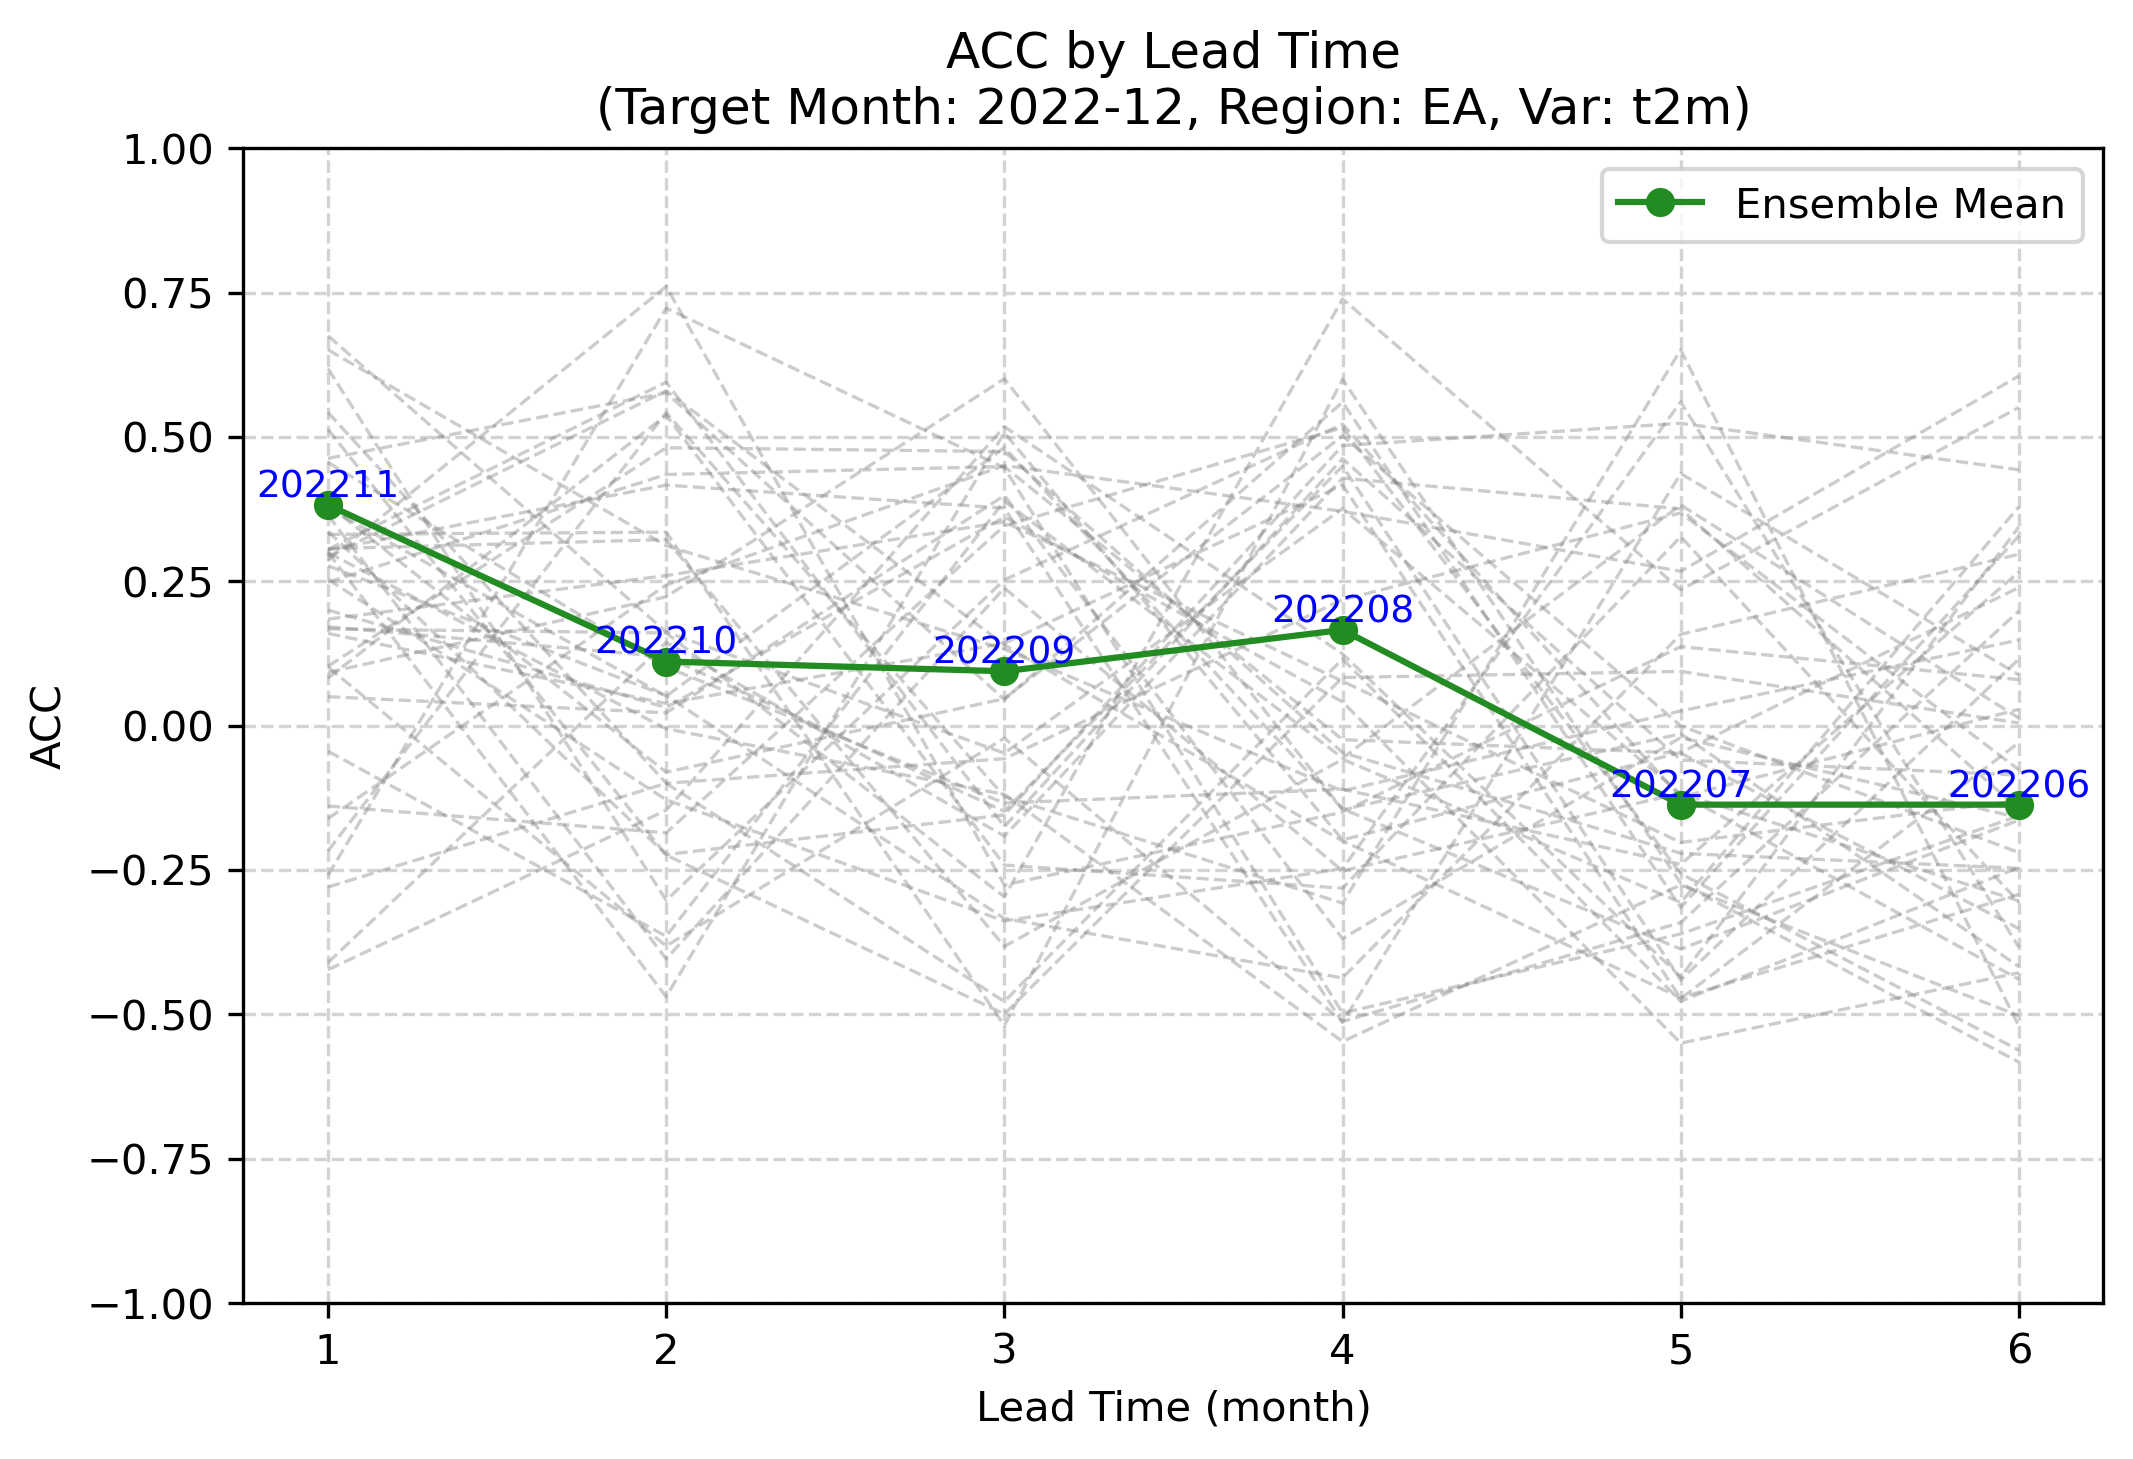 ACC by Lead Time
(Target Month: 2022-12, Region: EA, Var: t2m)
Ensemble Mean
ACC
1.00
0.75
0.50
0.25
0.00
−0.25
−0.50
−0.75
−1.00
202211
202210
202209
202208
202207
202206
1 2 3 4 5 6
Lead Time (month)